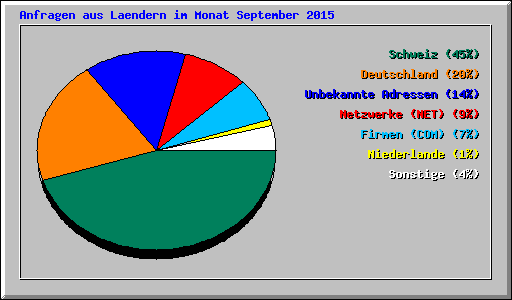 Anfragen aus Laendern im Monat September 2015
Schweiz (45%)
Deutschland (20%)
Unbekannte Adressen (14%)
Netzwerke (NET) (9%)
Firmen (COM) (7%)
Niederlande (1%)
Sonstige (4%)